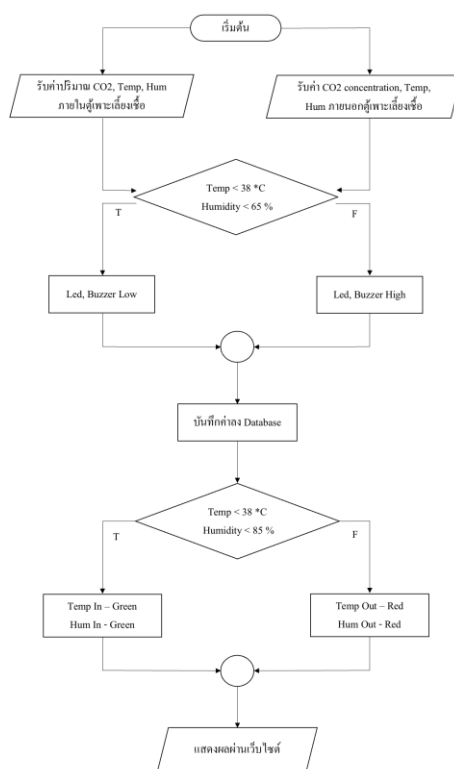 เริ่มต้น
รับค่าปริมาณ CO2, Temp, Hum
ภายในตู้เพาะเลี้ยงเชื้อ
รับค่า CO2 concentration, Temp,
Hum ภายนอกตู้เพาะเลี้ยงเชื้อ
Temp < 38 *C
Humidity < 65 %
T
F
Led, Buzzer Low
Led, Buzzer High
บันทึกค่าลง Database
Temp < 38 *C
Humidity < 85 %
T
F
Temp In – Green
Hum In - Green
Temp Out – Red
Hum Out - Red
แสดงผลผ่านเว็บไซต์